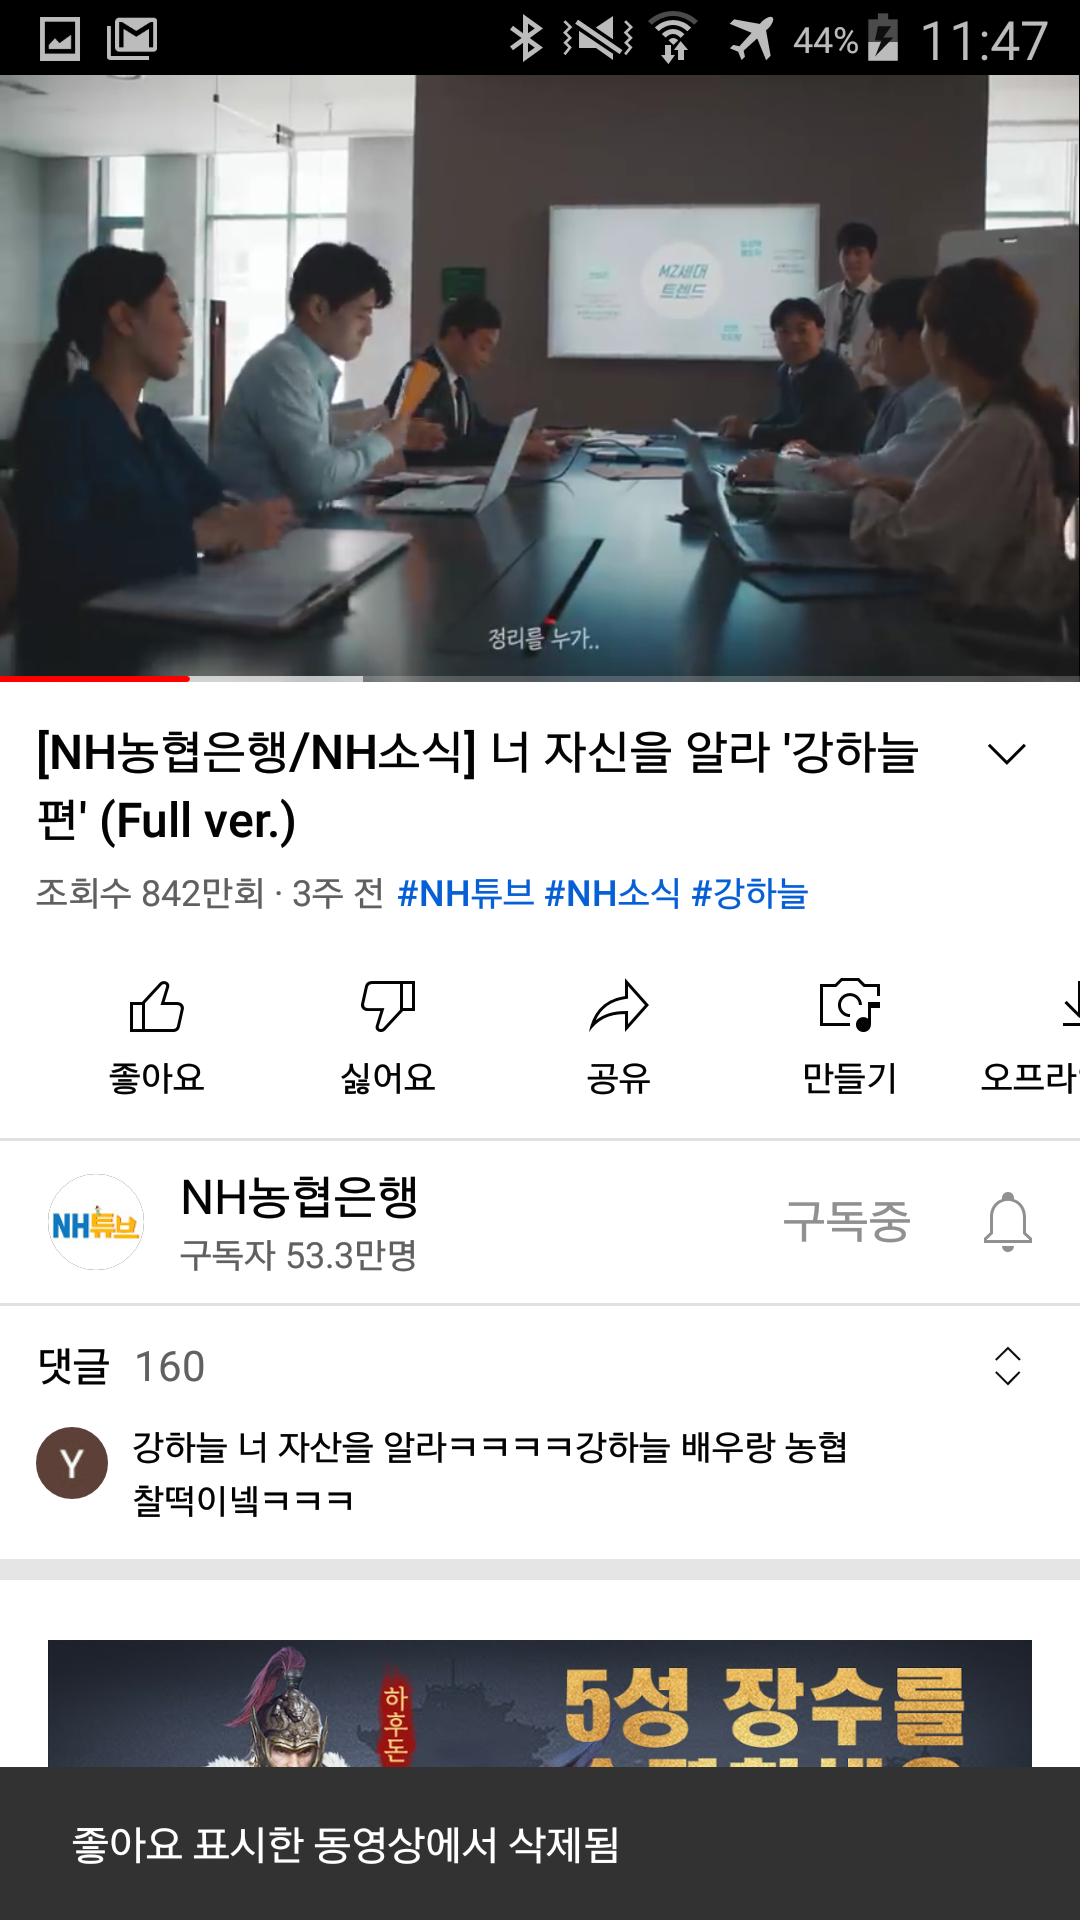 44% 11:47
MZ세대
트렌드
정리를 누가..
[NH농협은행/NH소식] 너 자신을 알라 '강하늘
편' (Full ver.)
조회수 842만회 · 3주 전 #NH튜브 #NH소식 #강하늘
좋아요 싫어요 공유 만들기 오프라
NH튜브
NH농협은행
구독자 53.3만명
구독중
댓글 160
Y
강하늘 너 자산을 알라ㅋㅋㅋㅋ강하늘 배우랑 농협
찰떡이넼ㅋㅋㅋ
하후돈
5성 장수를
좋아요 표시한 동영상에서 삭제됨